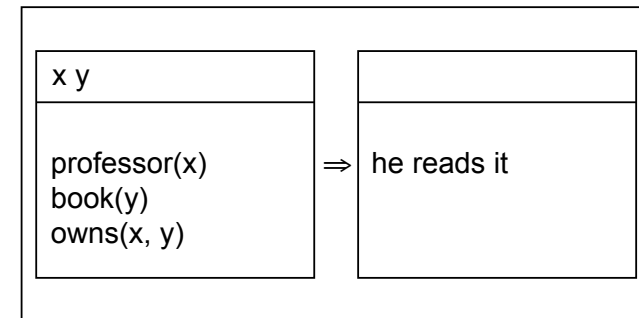 x y
professor(x)
book(y)
owns(x, y)
⇒
he reads it